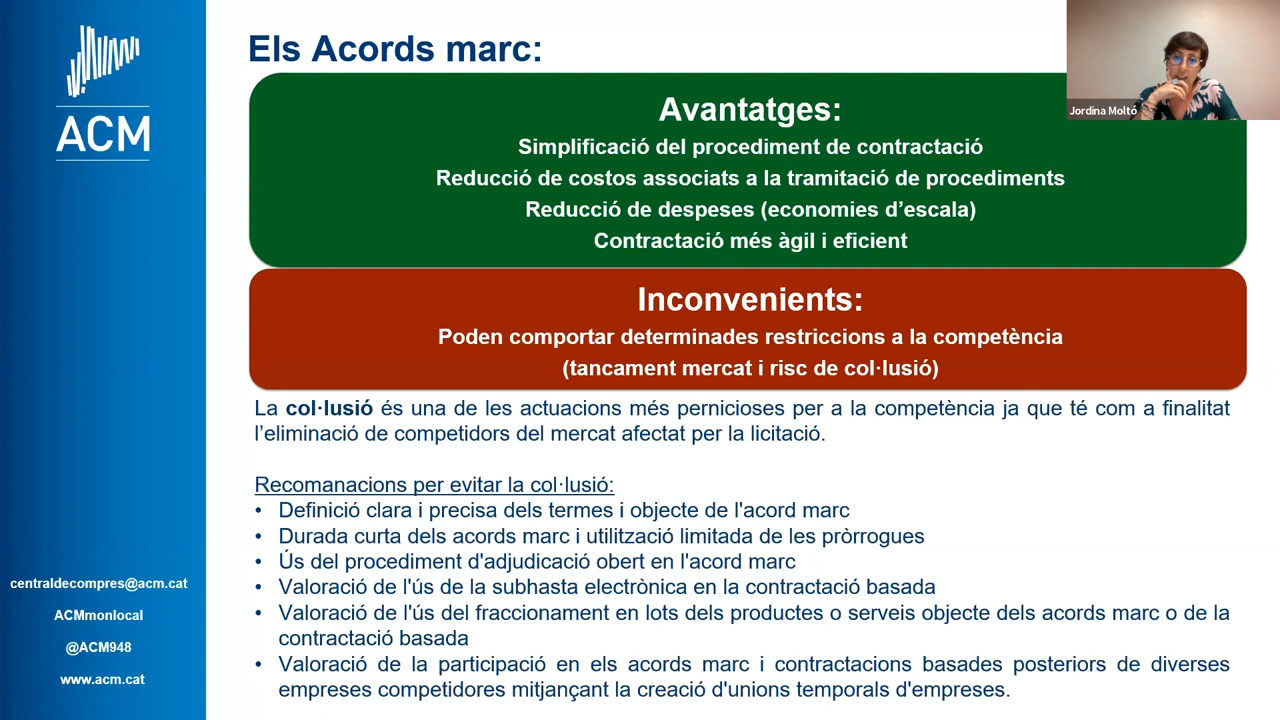 ACM
Els Acords marc:
Jordina Moltó
Avantatges:
Simplificació del procediment de contractació
Reducció de costos associats a la tramitació de procediments
Reducció de despeses (economies d’escala)
Contractació més àgil i eficient
Inconvenients:
Poden comportar determinades restriccions a la competència
(tancament mercat i risc de col·lusió)
La col·lusió és una de les actuacions més pernicioses per a la competència ja que té com a finalitat
l’eliminació de competidors del mercat afectat per la licitació.
Recomanacions per evitar la col·lusió:
• Definició clara i precisa dels termes i objecte de l'acord marc
• Durada curta dels acords marc i utilització limitada de les pròrrogues
• Ús del procediment d'adjudicació obert en l'acord marc
• Valoració de l'ús de la subhasta electrònica en la contractació basada
• Valoració de l'ús del fraccionament en lots dels productes o serveis objecte dels acords marc o de la
contractació basada
• Valoració de la participació en els acords marc i contractacions basades posteriors de diverses
empreses competidores mitjançant la creació d'unions temporals d'empreses.
centraldecompres@acm.cat
ACMmonlocal
@ACM948
www.acm.cat